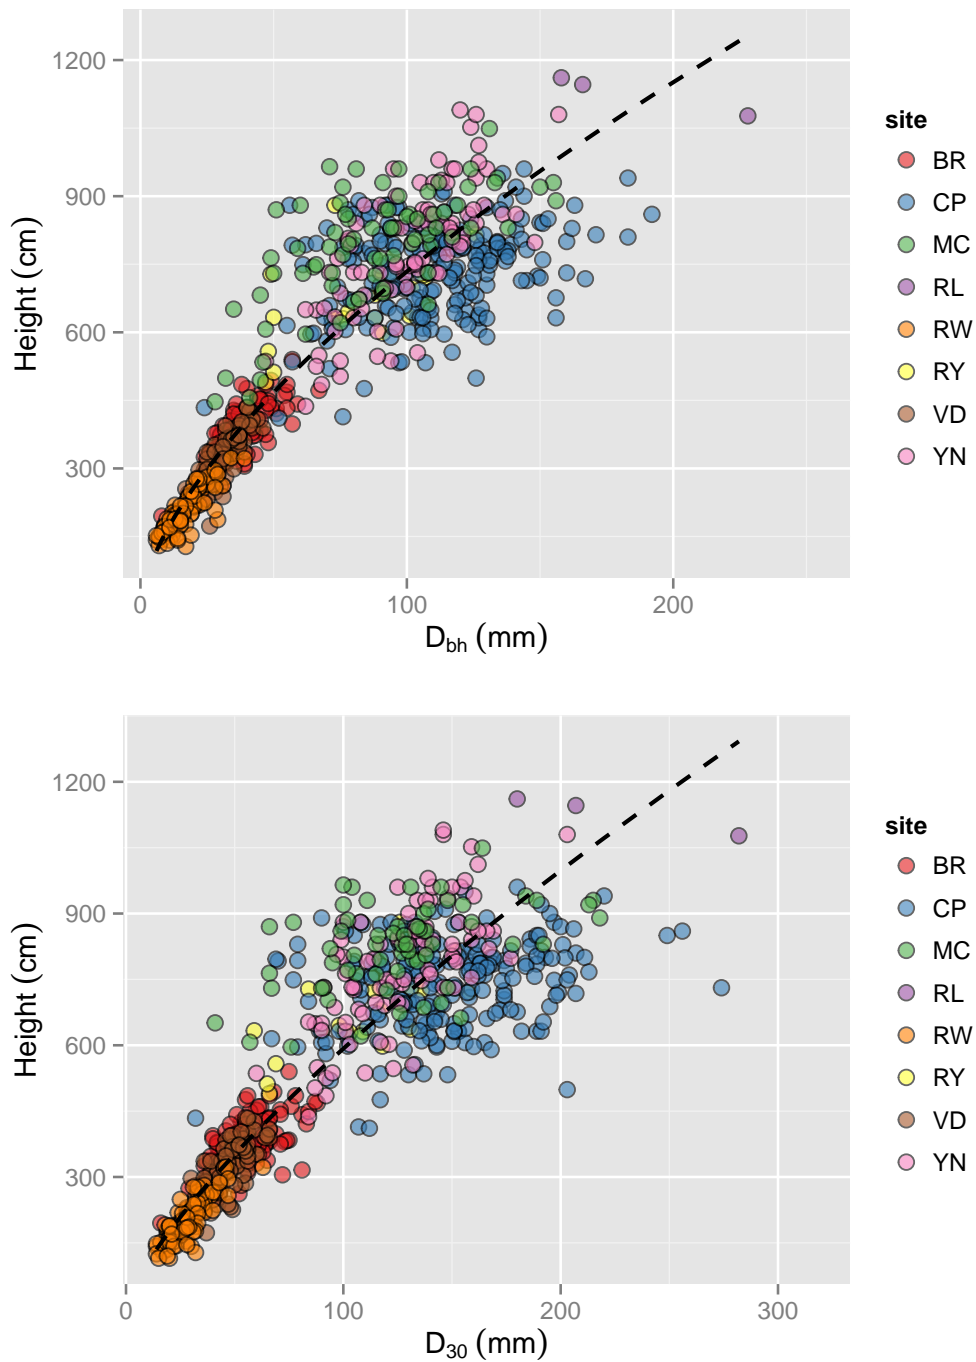 1200
900
600
300
Height (cm)
0
100
200
D_bh (mm)
site
BR
CP
MC
RL
RW
RY
VD
YN
1200
900
600
300
Height (cm)
0
100
200
300
D_30 (mm)
site
BR
CP
MC
RL
RW
RY
VD
YN